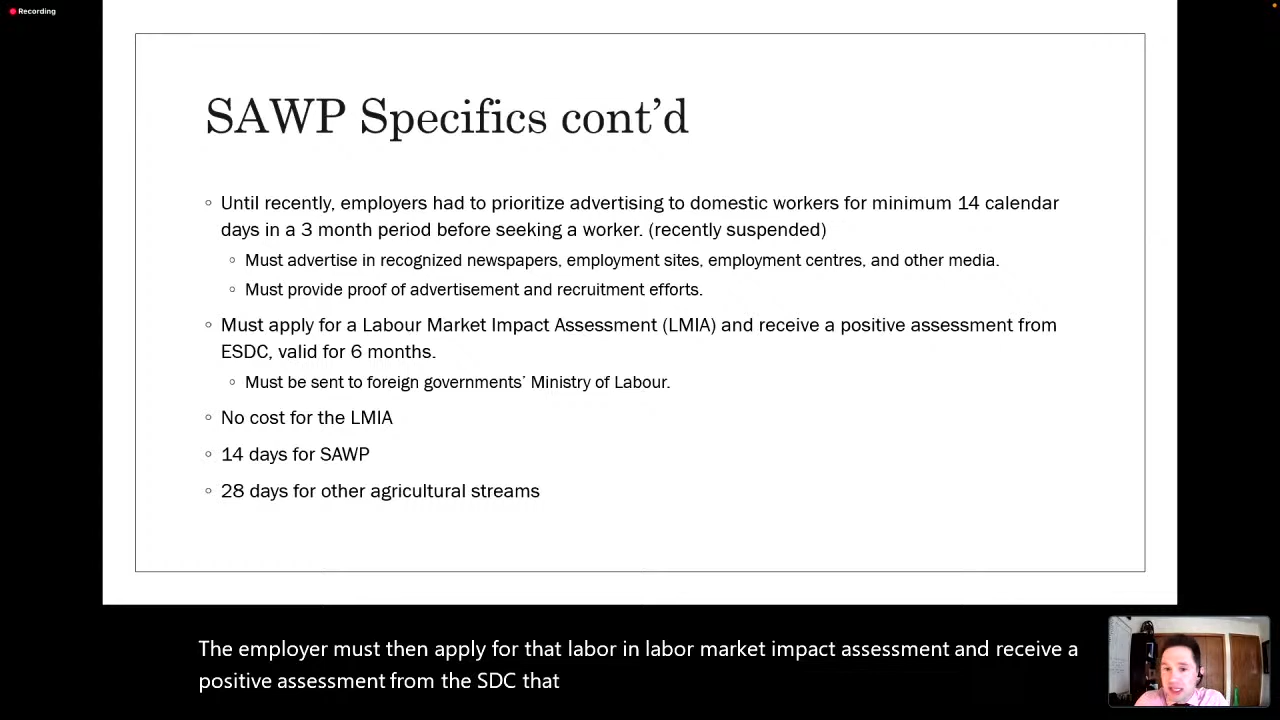 Recording
SAWP Specifics cont’d
◦ Until recently, employers had to prioritize advertising to domestic workers for minimum 14 calendar
days in a 3 month period before seeking a worker. (recently suspended)
◦ Must advertise in recognized newspapers, employment sites, employment centres, and other media.
◦ Must provide proof of advertisement and recruitment efforts.
◦ Must apply for a Labour Market Impact Assessment (LMIA) and receive a positive assessment from
ESDC, valid for 6 months.
◦ Must be sent to foreign governments’ Ministry of Labour.
◦ No cost for the LMIA
◦ 14 days for SAWP
◦ 28 days for other agricultural streams
The employer must then apply for that labor in labor market impact assessment and receive a
positive assessment from the SDC that